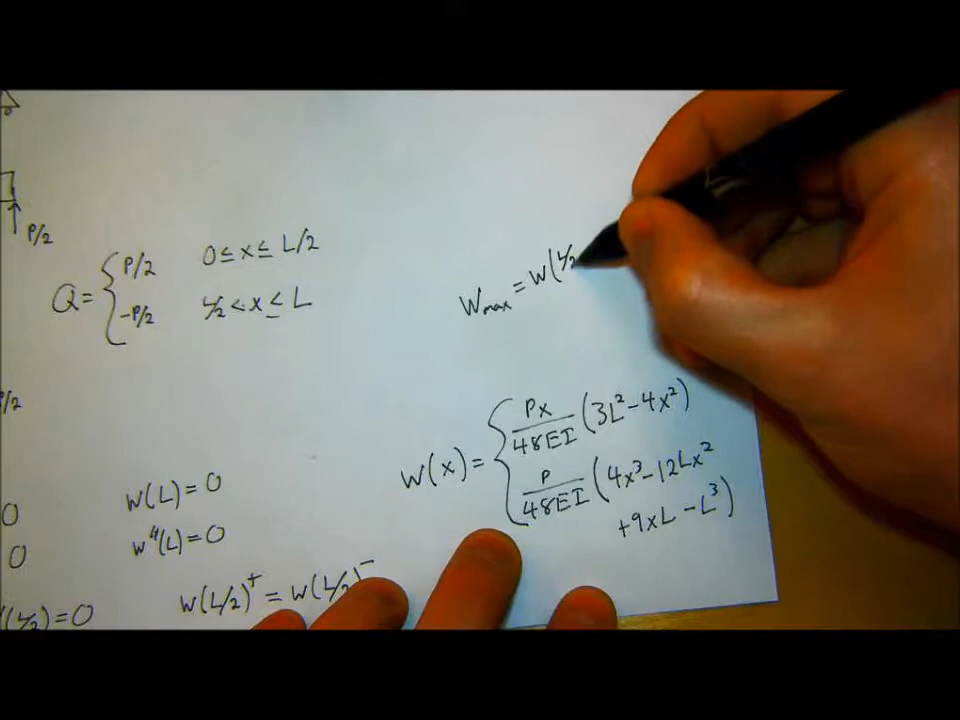 P/2
Q = { P/2 0 ≤ x ≤ L/2
-P/2 L/2 < x ≤ L
Wmax = W(L/2
P/2
W(x) = { Px/48EI (3L² - 4x²)
P/48EI (4x³ - 12Lx²
+9xL - L³)
0 W(L) = 0
0 W⁴(L) = 0
(L/2) = 0 W(L/2)⁺ = W(L/2)⁻